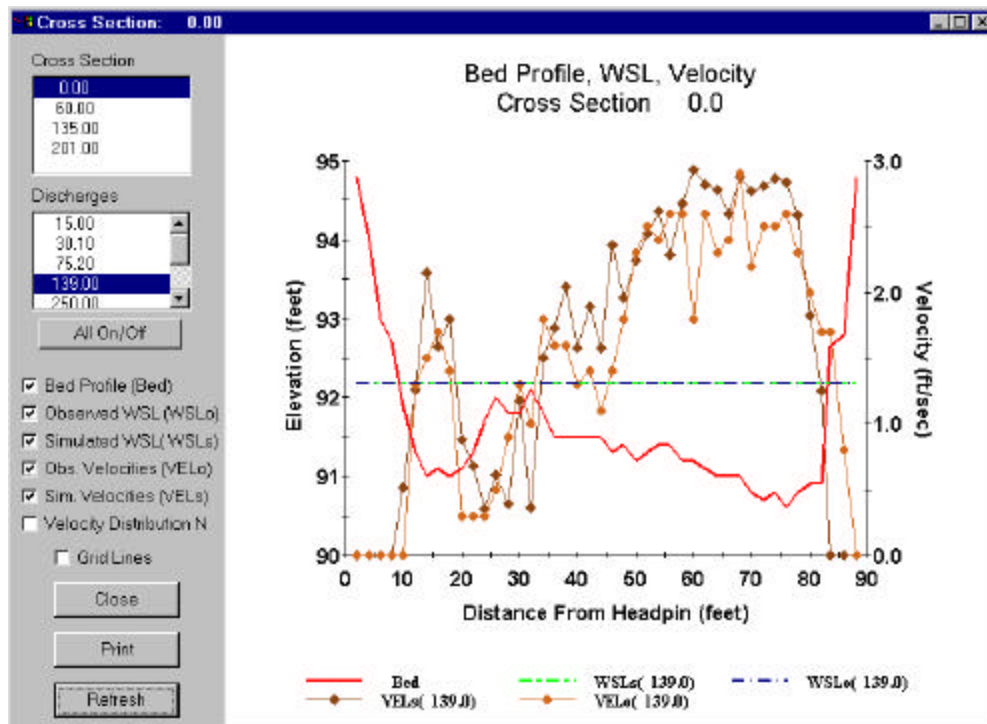 Cross Section: 0.00
Cross Section
0.00
60.00
135.00
201.00
Discharges
15.00
30.10
75.20
139.00
250.00
All On/Off
Bed Profile (Bed)
Observed WSL (WSLo)
Simulated WSL( WSLs)
Obs. Velocities (VELo)
Sim. Velocities (VELs)
Velocity Distribution N
Grid Lines
Close
Print
Refresh
Bed Profile, WSL, Velocity
Cross Section 0.0
95
94
93
92
91
90
Elevation (feet)
3.0
2.0
1.0
0.0
Velocity (ft/sec)
0 10 20 30 40 50 60 70 80 90
Distance From Headpin (feet)
Bed WSLs( 139.0) WSLo( 139.0)
VELs( 139.0) VELo( 139.0)